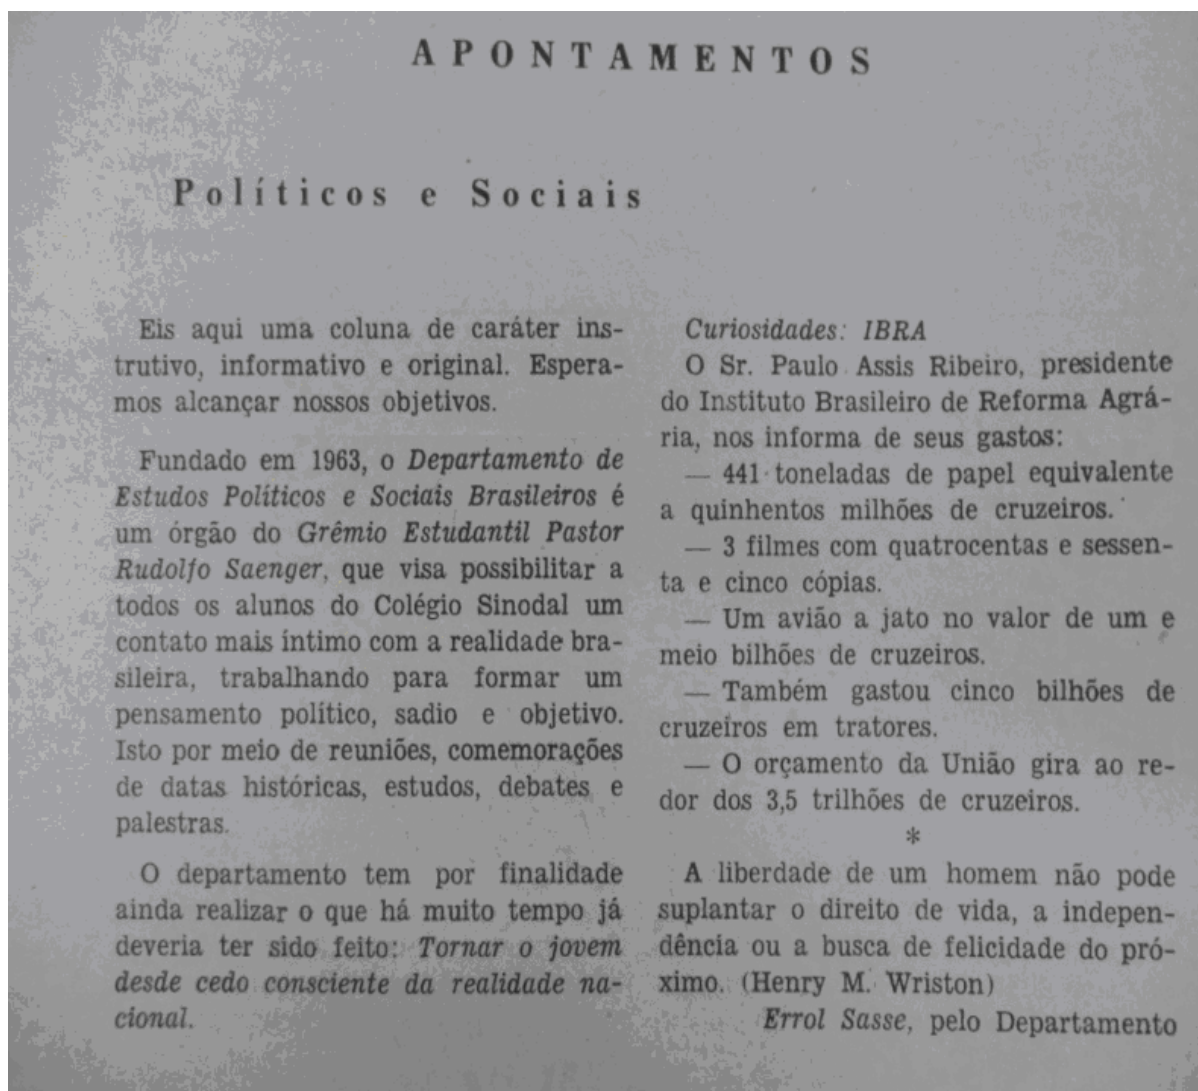 APONTAMENTOS
Políticos e Sociais
Eis aqui uma coluna de caráter ins-
trutivo, informativo e original. Espera-
mos alcançar nossos objetivos.
Fundado em 1963, o Departamento de
Estudos Políticos e Sociais Brasileiros é
um órgão do Grêmio Estudantil Pastor
Rudolfo Saenger, que visa possibilitar a
todos os alunos do Colégio Sinodal um
contato mais íntimo com a realidade bra-
sileira, trabalhando para formar um
pensamento político, sadio e objetivo.
Isto por meio de reuniões, comemorações
de datas históricas, estudos, debates e
palestras.
O departamento tem por finalidade
ainda realizar o que há muito tempo já
deveria ter sido feito: Tornar o jovem
desde cedo consciente da realidade na-
cional.
Curiosidades: IBRA
O Sr. Paulo Assis Ribeiro, presidente
do Instituto Brasileiro de Reforma Agrá-
ria, nos informa de seus gastos:
— 441 toneladas de papel equivalente
a quinhentos milhões de cruzeiros.
— 3 filmes com quatrocentas e sessen-
ta e cinco cópias.
— Um avião a jato no valor de um e
meio bilhões de cruzeiros.
— Também gastou cinco bilhões de
cruzeiros em tratores.
— O orçamento da União gira ao re-
dor dos 3,5 trilhões de cruzeiros.
*
A liberdade de um homem não pode
suplantar o direito de vida, a indepen-
dência ou a busca de felicidade do pró-
ximo. (Henry M. Wriston)
Errol Sasse, pelo Departamento